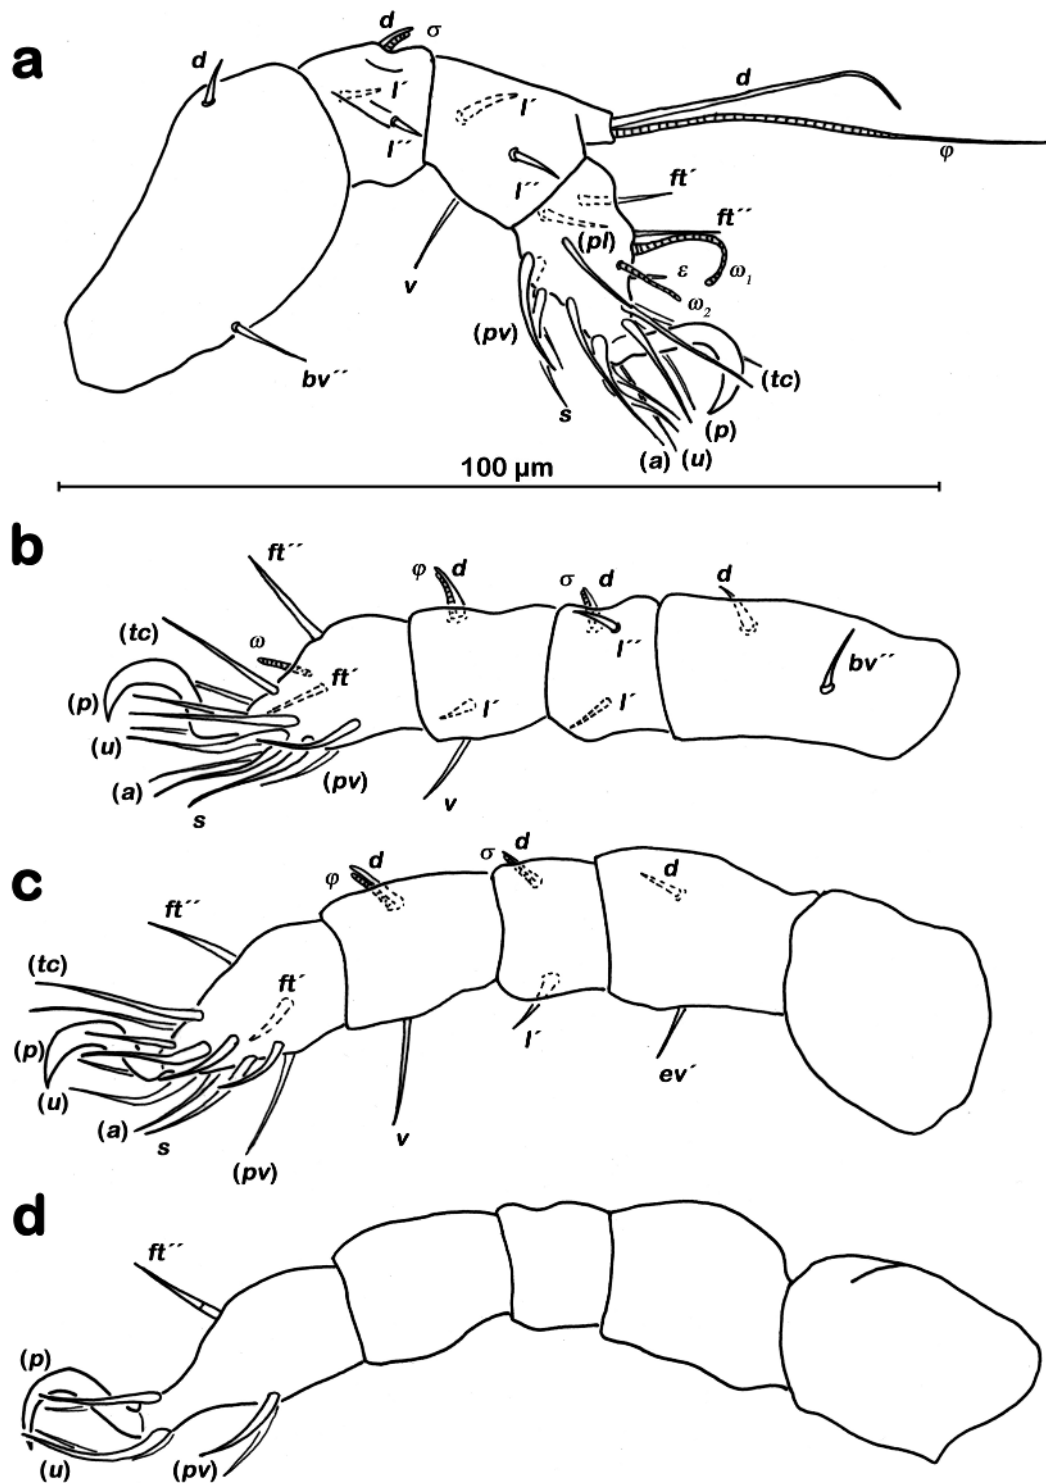 a
d
d σ
l´
l´´
l´
l´´
d
φ
v
ft´
ft´´
(pl)
ε
ω1
ω2
(pv)
s
bv´´
(tc)
(p)
(a) (u)
100 µm
b
ft´´
φ d
σ d
d
(tc)
ω
l´´
bv´´
ft´
(p)
l´
l´
(u)
(a)
(pv)
s
v
c
ft´´
φ d
σ d
d
(tc)
ft´
(p)
l´
ev´
(u)
(a)
s
(pv)
v
d
ft´´
(p)
(u)
(pv)